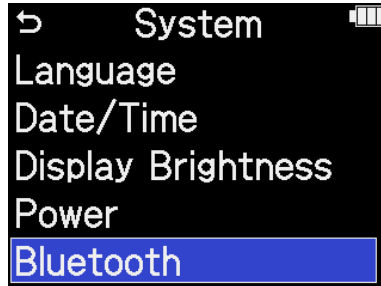 System
Language
Date/Time
Display Brightness
Power
Bluetooth